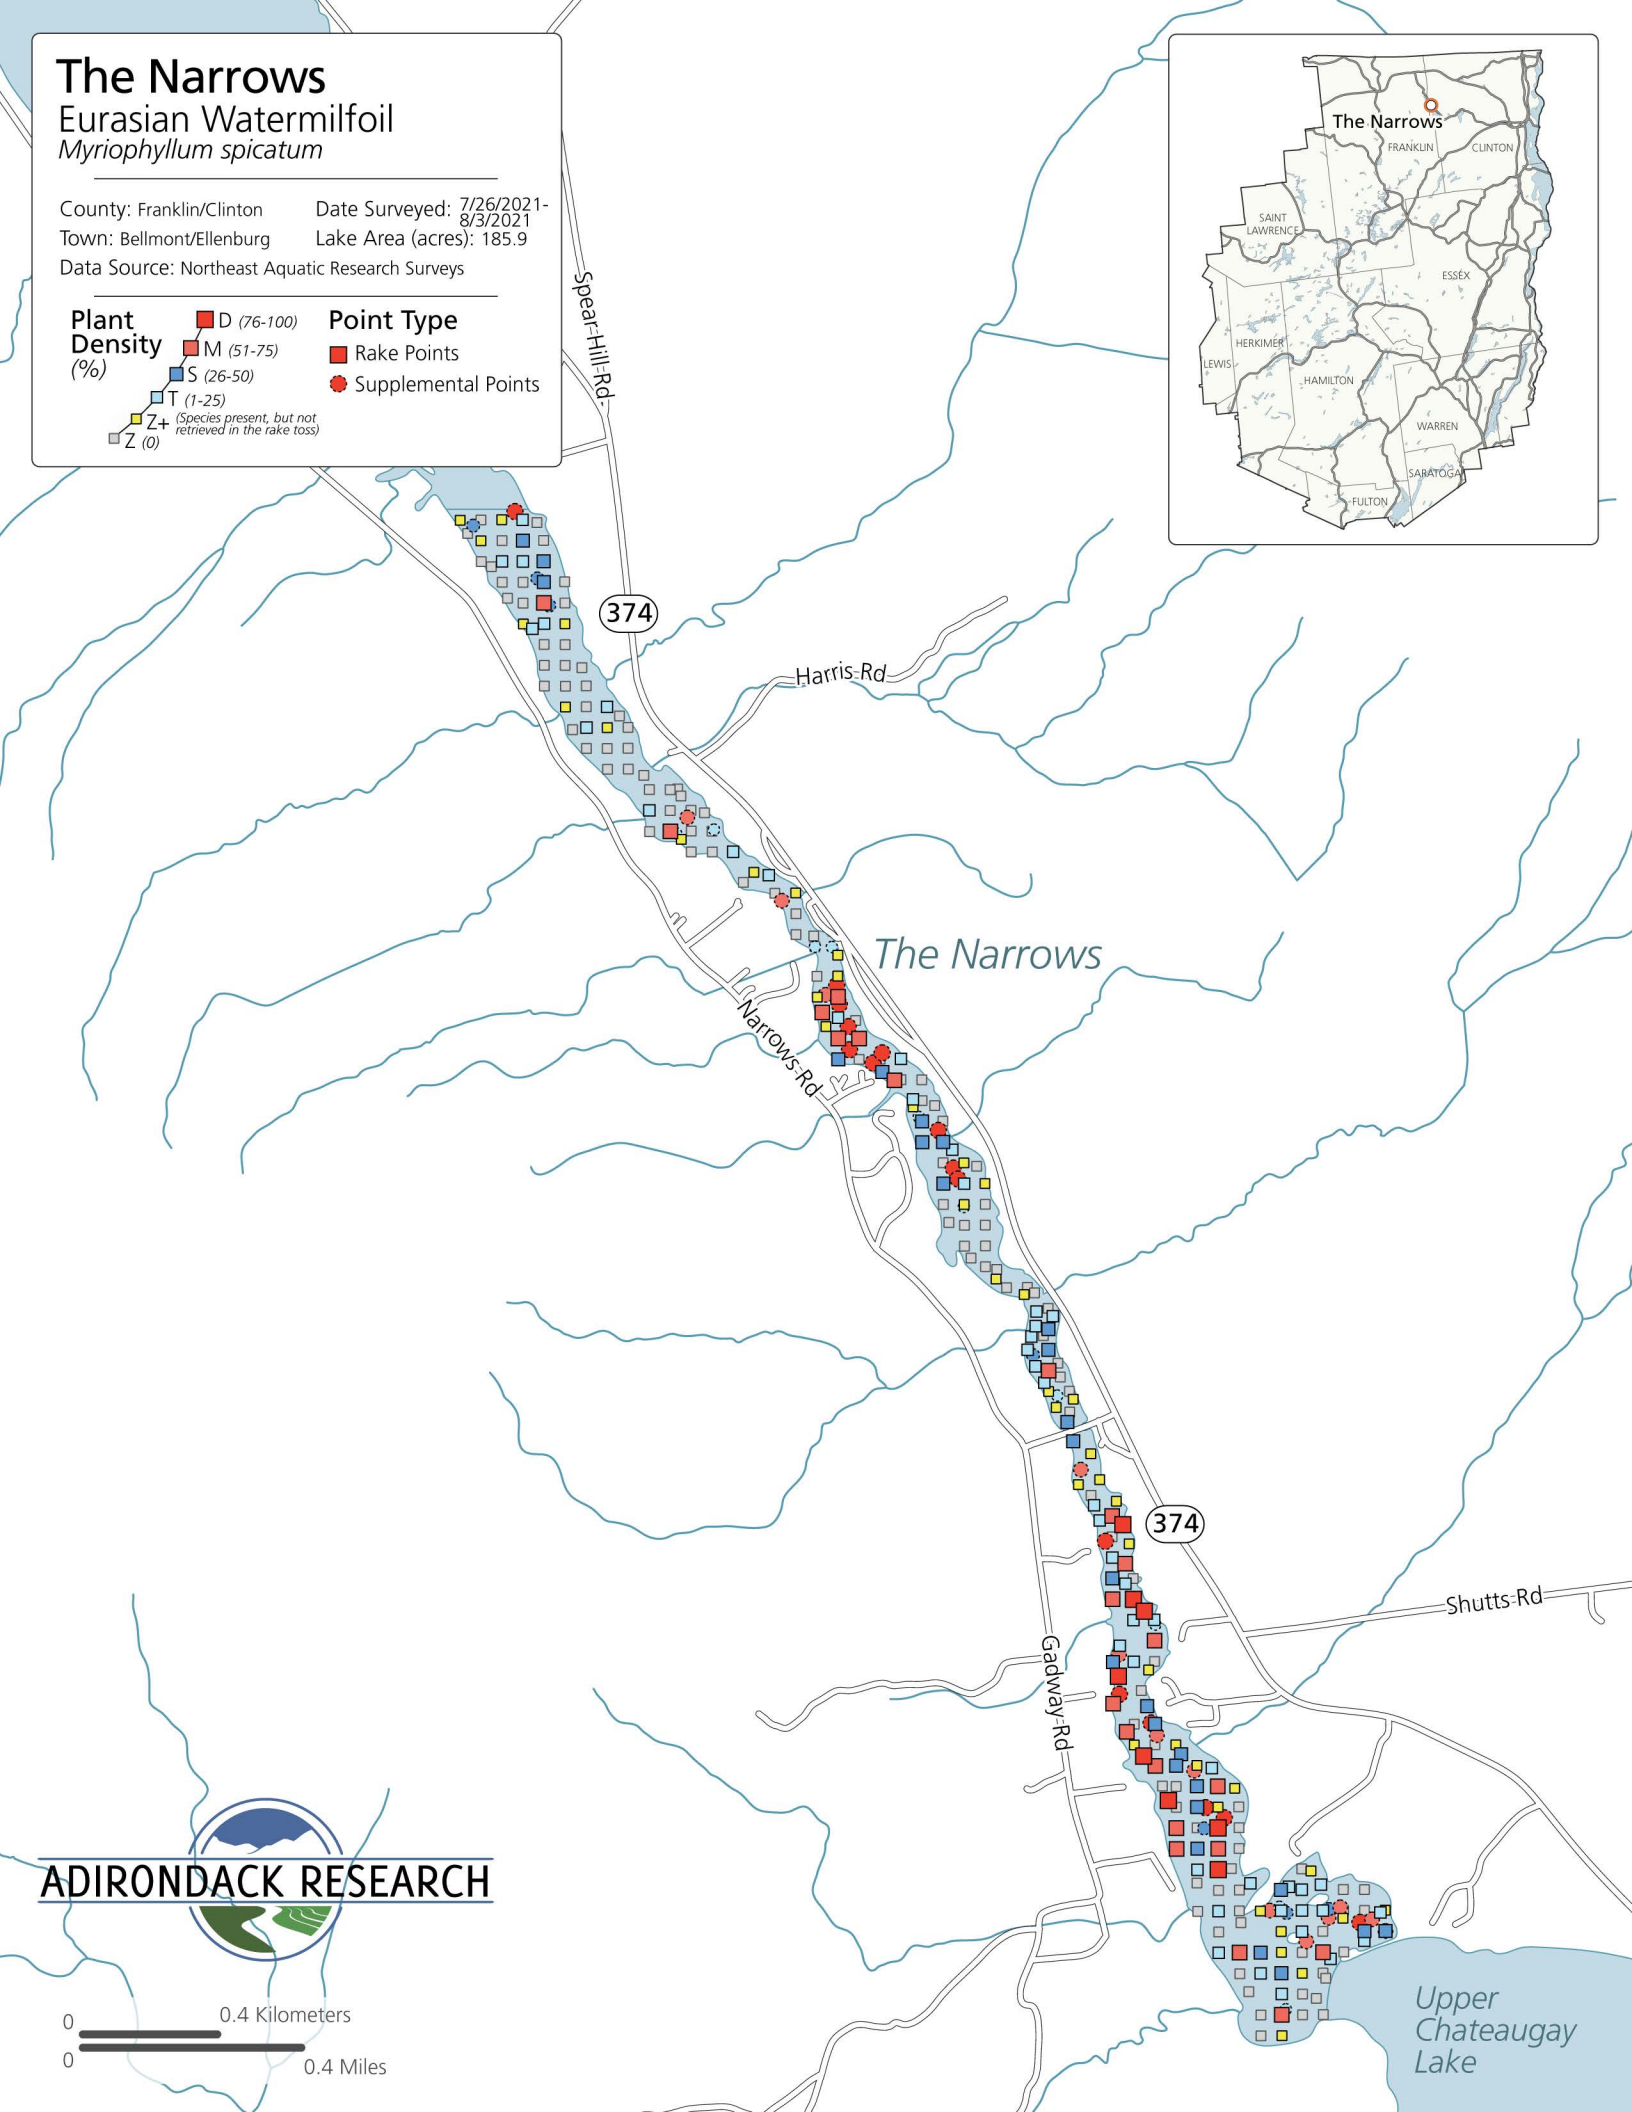 The Narrows
Eurasian Watermilfoil
Myriophyllum spicatum
County: Franklin/Clinton
Date Surveyed: 7/26/2021-
8/3/2021
Town: Bellmont/Ellenburg
Lake Area (acres): 185.9
Data Source: Northeast Aquatic Research Surveys
Plant
Density
(%)
D (76-100)
M (51-75)
S (26-50)
T (1-25)
Z+ (Species present, but not
retrieved in the rake toss)
Z (0)
Point Type
Rake Points
Supplemental Points
The Narrows
FRANKLIN
CLINTON
SAINT
LAWRENCE
ESSEX
HERKIMER
LEWIS
HAMILTON
WARREN
SARATOGA
FULTON
Spear-Hill-Rd-
374
Harris-Rd
The Narrows
Narrows-Rd
374
Shutts-Rd
Gadway-Rd
ADIRONDACK RESEARCH
0
0.4 Kilometers
0
0.4 Miles
Upper
Chateaugay
Lake